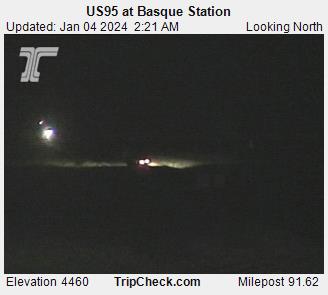 US95 at Basque Station
Updated: Jan 04 2024 2:21 AM Looking North
Elevation 4460 TripCheck.com Milepost 91.62